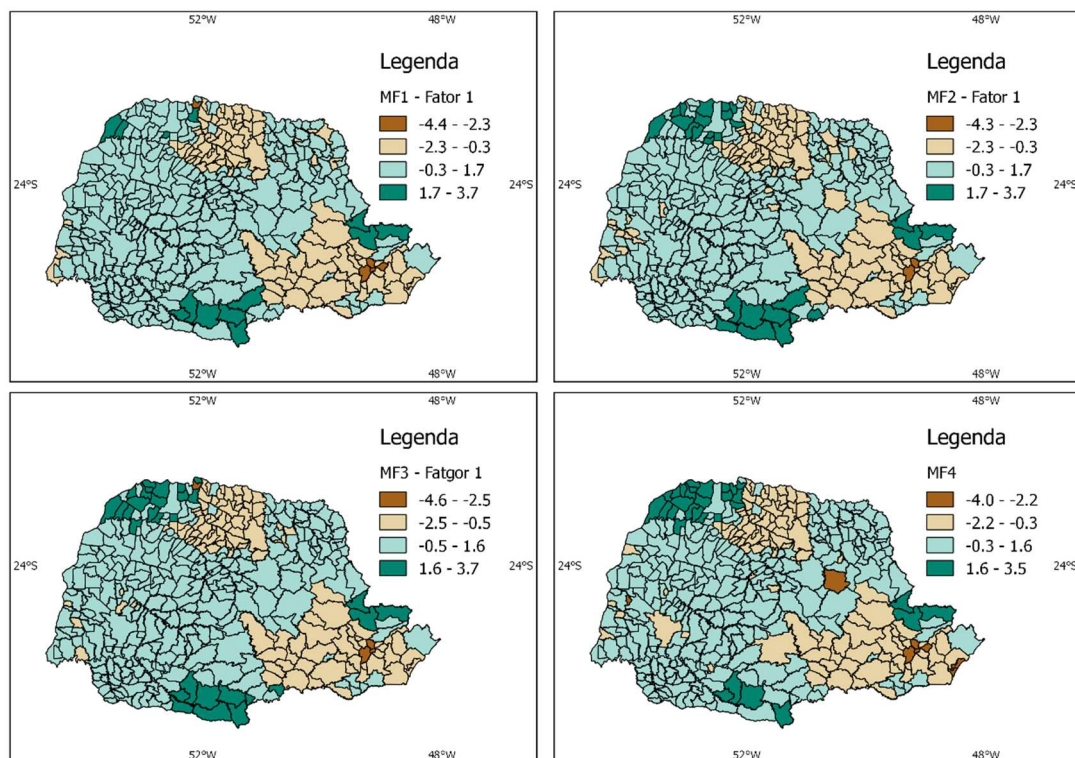 52°W 48°W
Legenda
MF1 - Fator 1
-4.4 - -2.3
-2.3 - -0.3
-0.3 - 1.7
1.7 - 3.7
24°S 24°S
52°W 48°W
52°W 48°W
Legenda
MF2 - Fator 1
-4.3 - -2.3
-2.3 - -0.3
-0.3 - 1.7
1.7 - 3.7
24°S
52°W 48°W
52°W 48°W
Legenda
MF3 - Fatgor 1
-4.6 - -2.5
-2.5 - -0.5
-0.5 - 1.6
1.6 - 3.7
24°S 24°S
52°W 48°W
52°W 48°W
Legenda
MF4
-4.0 - -2.2
-2.2 - -0.3
-0.3 - 1.6
1.6 - 3.5
52°W 48°W